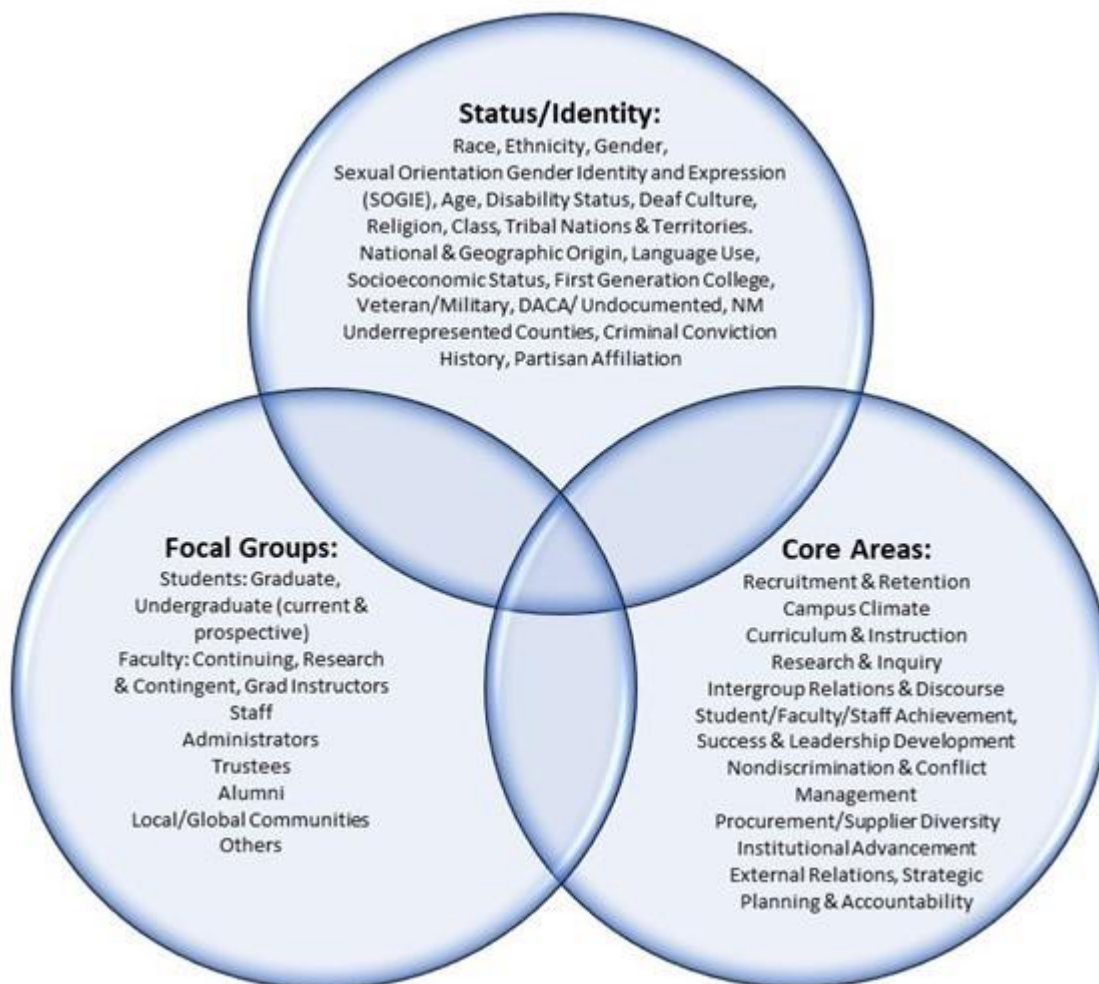 Status/Identity:
Race, Ethnicity, Gender,
Sexual Orientation Gender Identity and Expression
(SOGIE), Age, Disability Status, Deaf Culture,
Religion, Class, Tribal Nations & Territories.
National & Geographic Origin, Language Use,
Socioeconomic Status, First Generation College,
Veteran/Military, DACA/ Undocumented, NM
Underrepresented Counties, Criminal Conviction
History, Partisan Affiliation
Focal Groups:
Students: Graduate,
Undergraduate (current &
prospective)
Faculty: Continuing, Research
& Contingent, Grad Instructors
Staff
Administrators
Trustees
Alumni
Local/Global Communities
Others
Core Areas:
Recruitment & Retention
Campus Climate
Curriculum & Instruction
Research & Inquiry
Intergroup Relations & Discourse
Student/Faculty/Staff Achievement,
Success & Leadership Development
Nondiscrimination & Conflict
Management
Procurement/Supplier Diversity
Institutional Advancement
External Relations, Strategic
Planning & Accountability